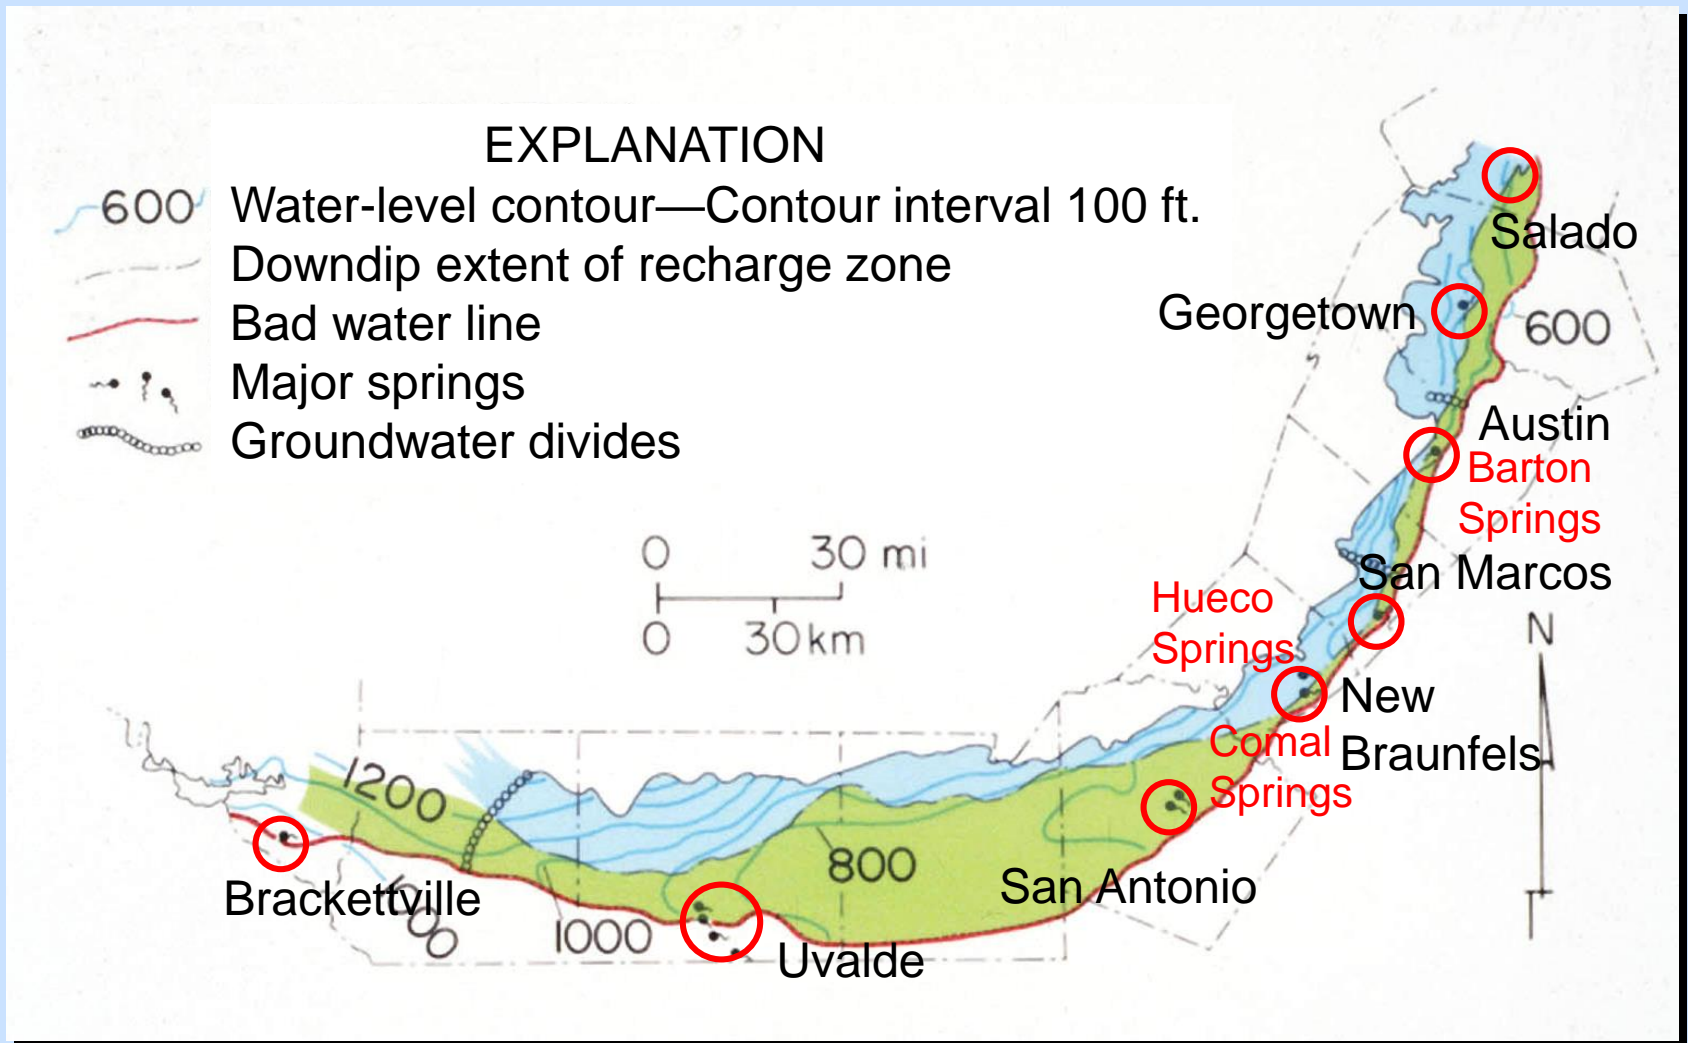 EXPLANATION
600 Water-level contour—Contour interval 100 ft.
Downdip extent of recharge zone
Bad water line
Major springs
Groundwater divides
0 30 mi
0 30 km
Salado
Georgetown
600
Austin
Barton
Springs
San Marcos
Hueco
Springs
N
New
Braunfels
Comal
Springs
1200
800
San Antonio
Brackettville
1000
Uvalde